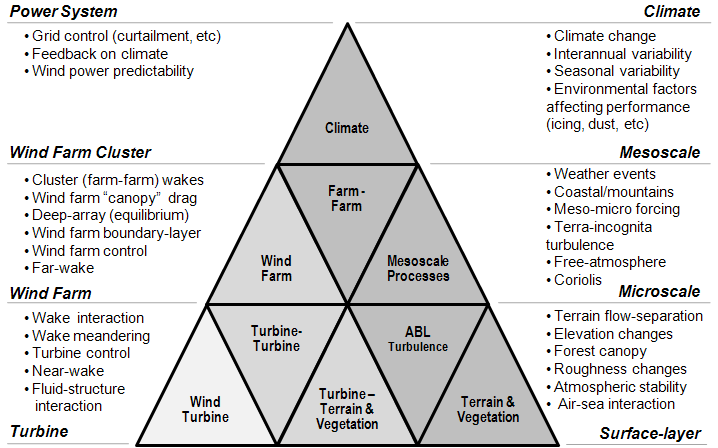 Power System
• Grid control (curtailment, etc)
• Feedback on climate
• Wind power predictability
Climate
• Climate change
• Interannual variability
• Seasonal variability
• Environmental factors
affecting performance
(icing, dust, etc)
Climate
Wind Farm Cluster
• Cluster (farm-farm) wakes
• Wind farm “canopy” drag
• Deep-array (equilibrium)
• Wind farm boundary-layer
• Wind farm control
• Far-wake
Farm -
Farm
Wind
Farm
Mesoscale
Processes
Mesoscale
• Weather events
• Coastal/mountains
• Meso-micro forcing
• Terra-incognita
turbulence
• Free-atmosphere
• Coriolis
Wind Farm
• Wake interaction
• Wake meandering
• Turbine control
• Near-wake
• Fluid-structure
interaction
Turbine-
Turbine
ABL
Turbulence
Wind
Turbine
Turbine –
Terrain &
Vegetation
Terrain &
Vegetation
Microscale
• Terrain flow-separation
• Elevation changes
• Forest canopy
• Roughness changes
• Atmospheric stability
• Air-sea interaction
Turbine
Surface-layer